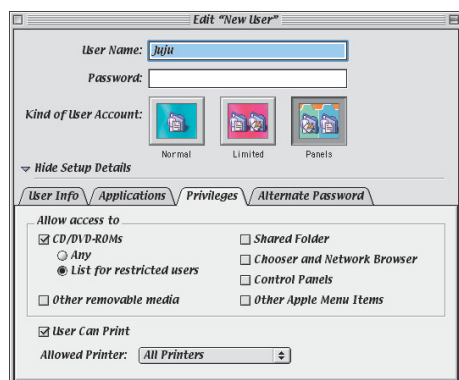 Edit “New User”
User Name: Juju
Password:
Kind of User Account:
Normal Limited Panels
Hide Setup Details
User Info Applications Privileges Alternate Password
Allow access to
CD/DVD-ROMs
Any
List for restricted users
Other removable media
Shared Folder
Chooser and Network Browser
Control Panels
Other Apple Menu Items
User Can Print
Allowed Printer: All Printers